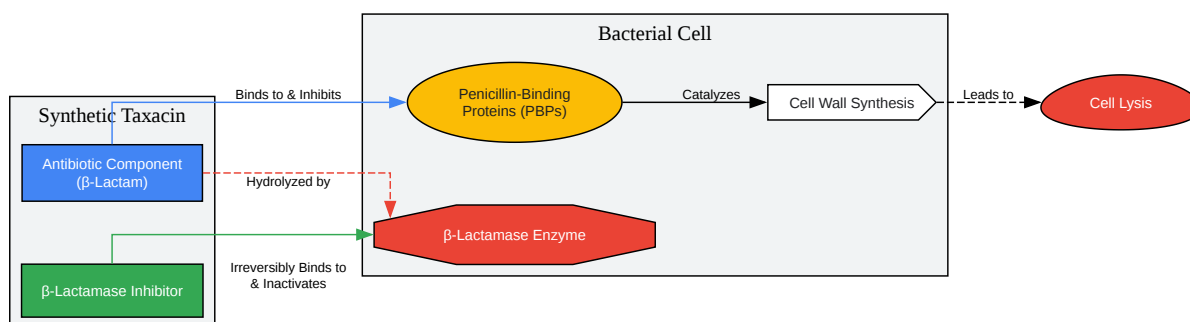 Bacterial Cell
Synthetic Taxacin
Binds to & Inhibits
Penicillin-Binding
Proteins (PBPs)
Catalyzes
Cell Wall Synthesis
Leads to
Cell Lysis
Antibiotic Component
(β-Lactam)
Hydrolyzed by
β-Lactamase Enzyme
Irreversibly Binds to
& Inactivates
β-Lactamase Inhibitor